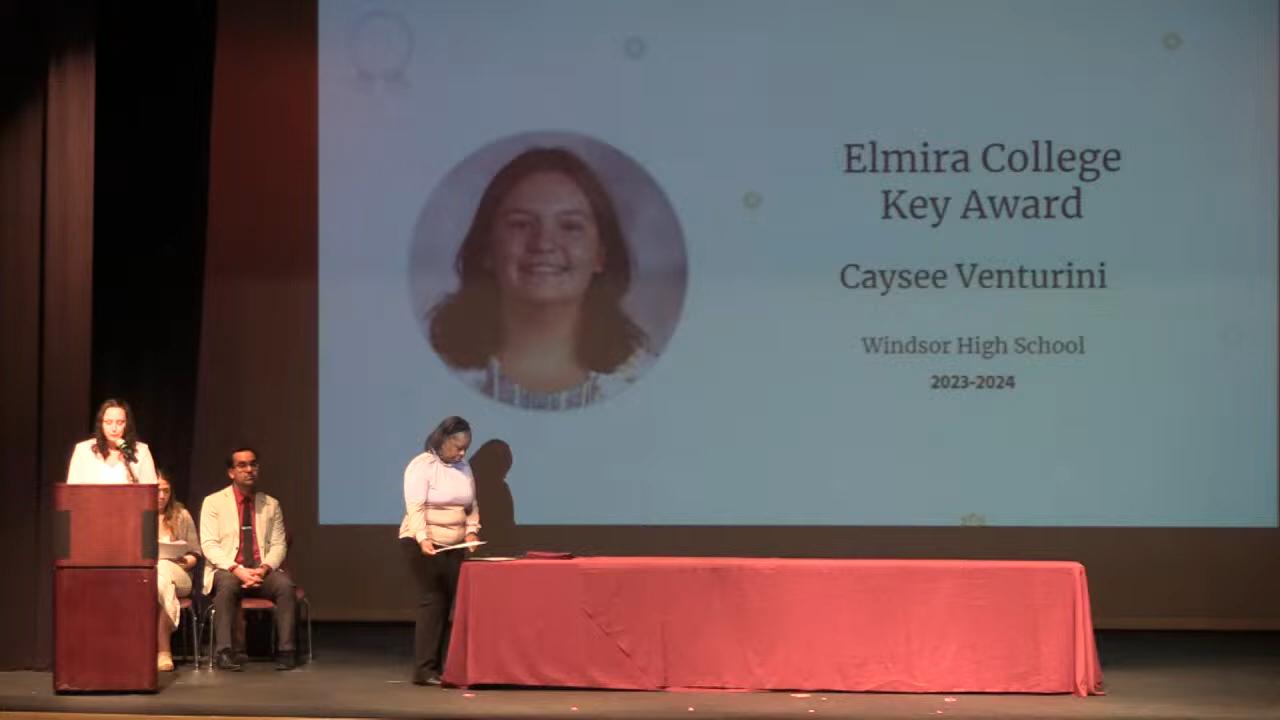 Elmira College
Key Award
Caysee Venturini
Windsor High School
2023-2024